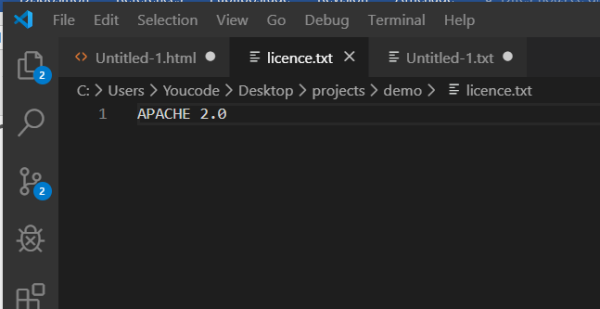 File Edit Selection View Go Debug Terminal Help
Untitled-1.html licence.txt Untitled-1.txt
C: > Users > Youcode > Desktop > projects > demo > licence.txt
1 APACHE 2.0
2
2